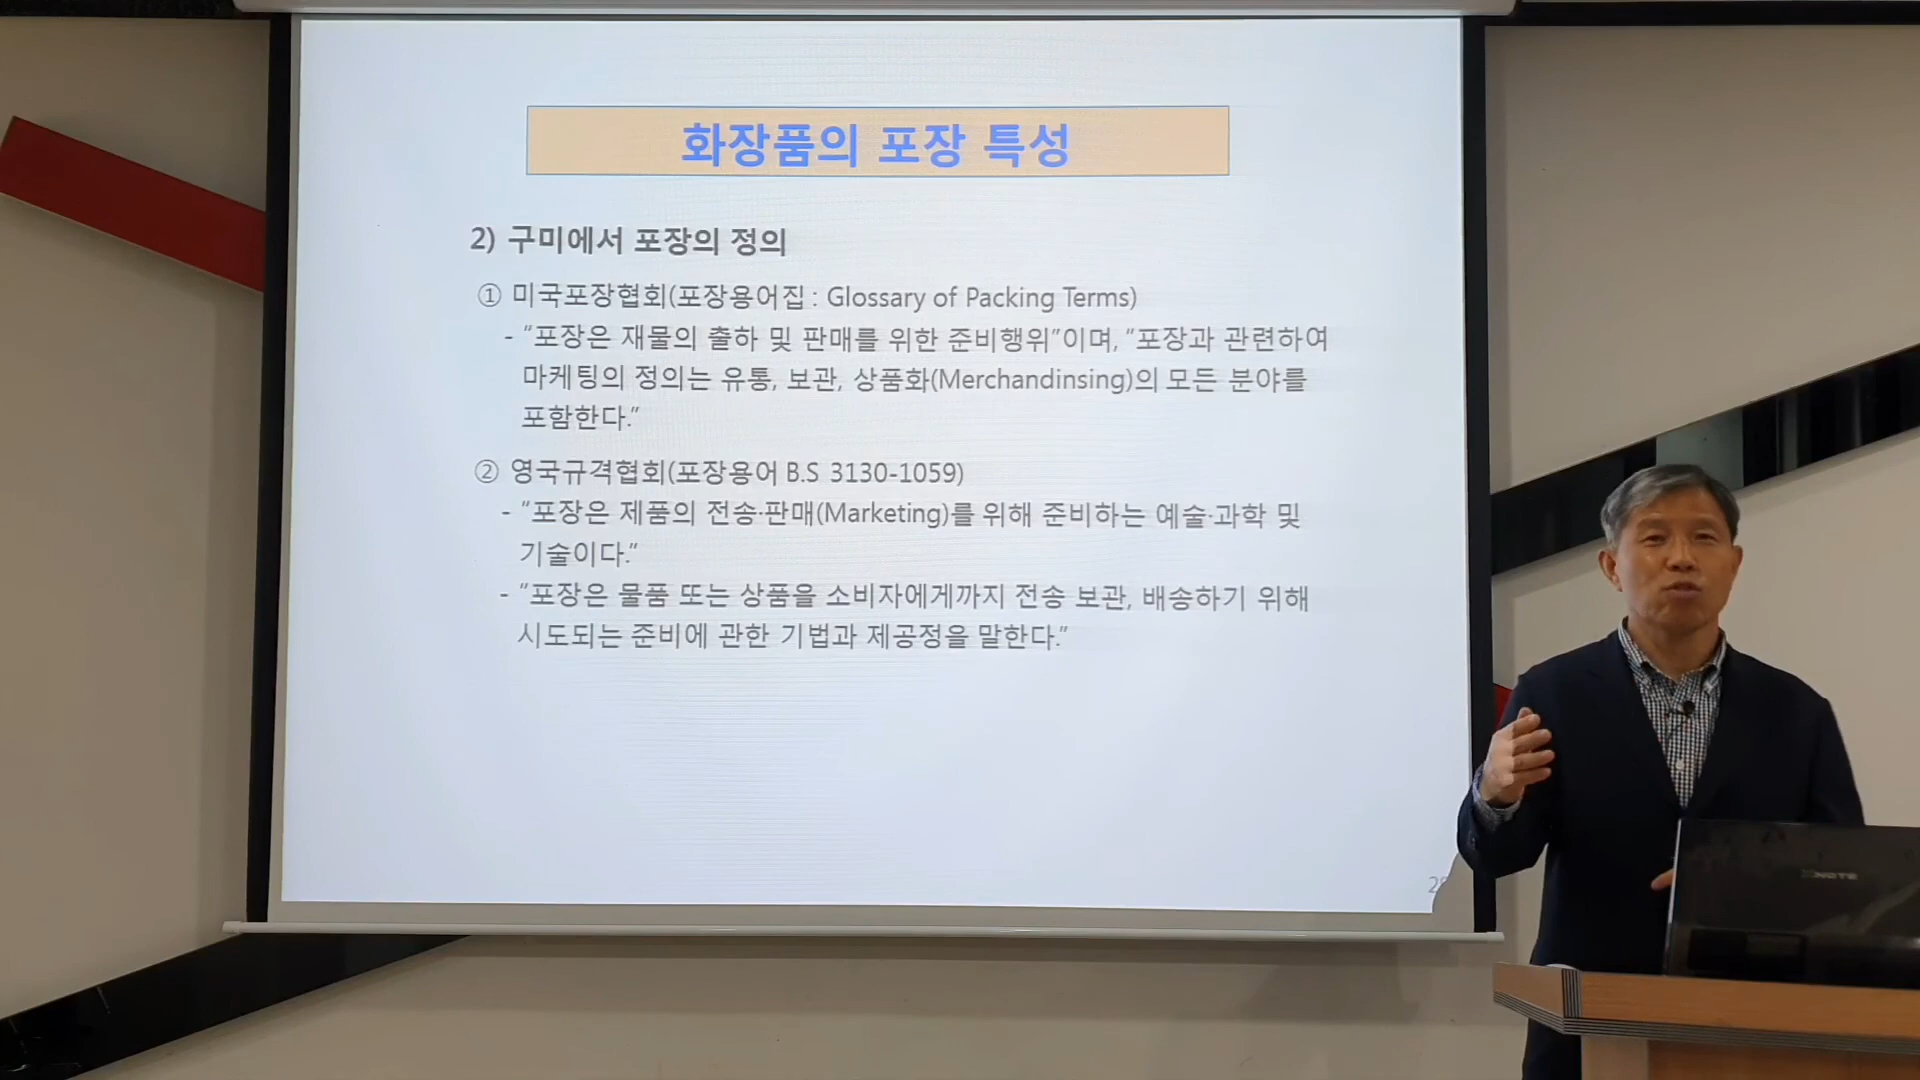 화장품의 포장 특성
2) 구미에서 포장의 정의
① 미국포장협회(포장용어집 : Glossary of Packing Terms)
- “포장은 재물의 출하 및 판매를 위한 준비행위”이며, “포장과 관련하여
마케팅의 정의는 유통, 보관, 상품화(Merchandinsing)의 모든 분야를
포함한다.”
② 영국규격협회(포장용어 B.S 3130-1059)
- “포장은 제품의 전송·판매(Marketing)를 위해 준비하는 예술·과학 및
기술이다.”
- “포장은 물품 또는 상품을 소비자에게까지 전송 보관, 배송하기 위해
시도되는 준비에 관한 기법과 제공정을 말한다.”
XNOTE